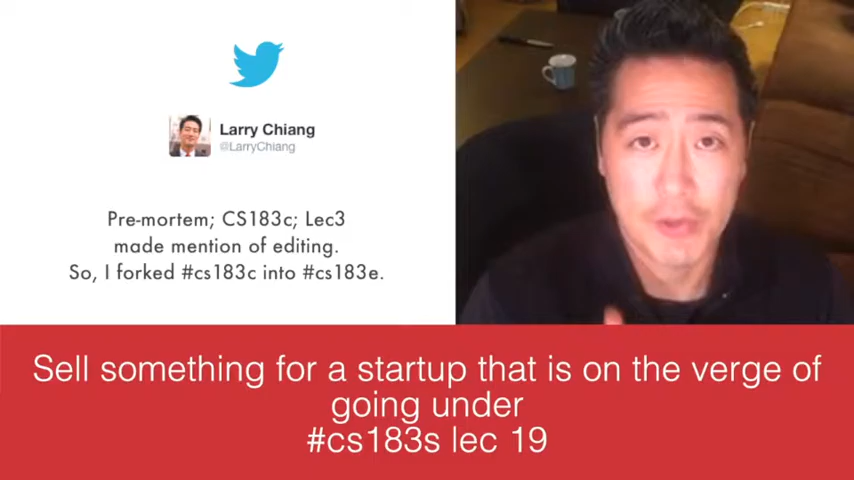 Larry Chiang
@LarryChiang
Pre-mortem; CS183c; Lec3
made mention of editing.
So, I forked #cs183c into #cs183e.
Sell something for a startup that is on the verge of
going under
#cs183s lec 19